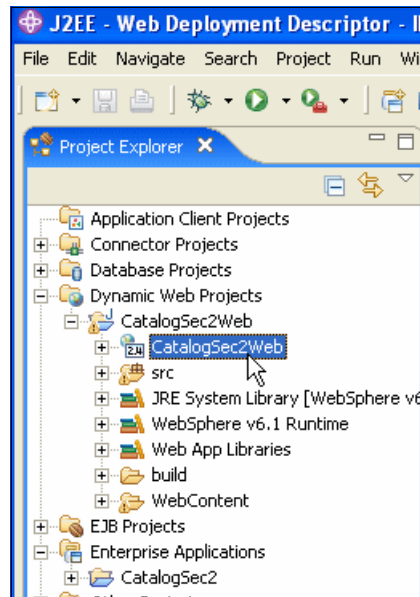 J2EE - Web Deployment Descriptor -
File Edit Navigate Search Project Run
Project Explorer
Application Client Projects
Connector Projects
Database Projects
Dynamic Web Projects
CatalogSec2Web
2.4 CatalogSec2Web
src
JRE System Library [WebSphere v6
WebSphere v6.1 Runtime
Web App Libraries
build
WebContent
EJB Projects
Enterprise Applications
CatalogSec2